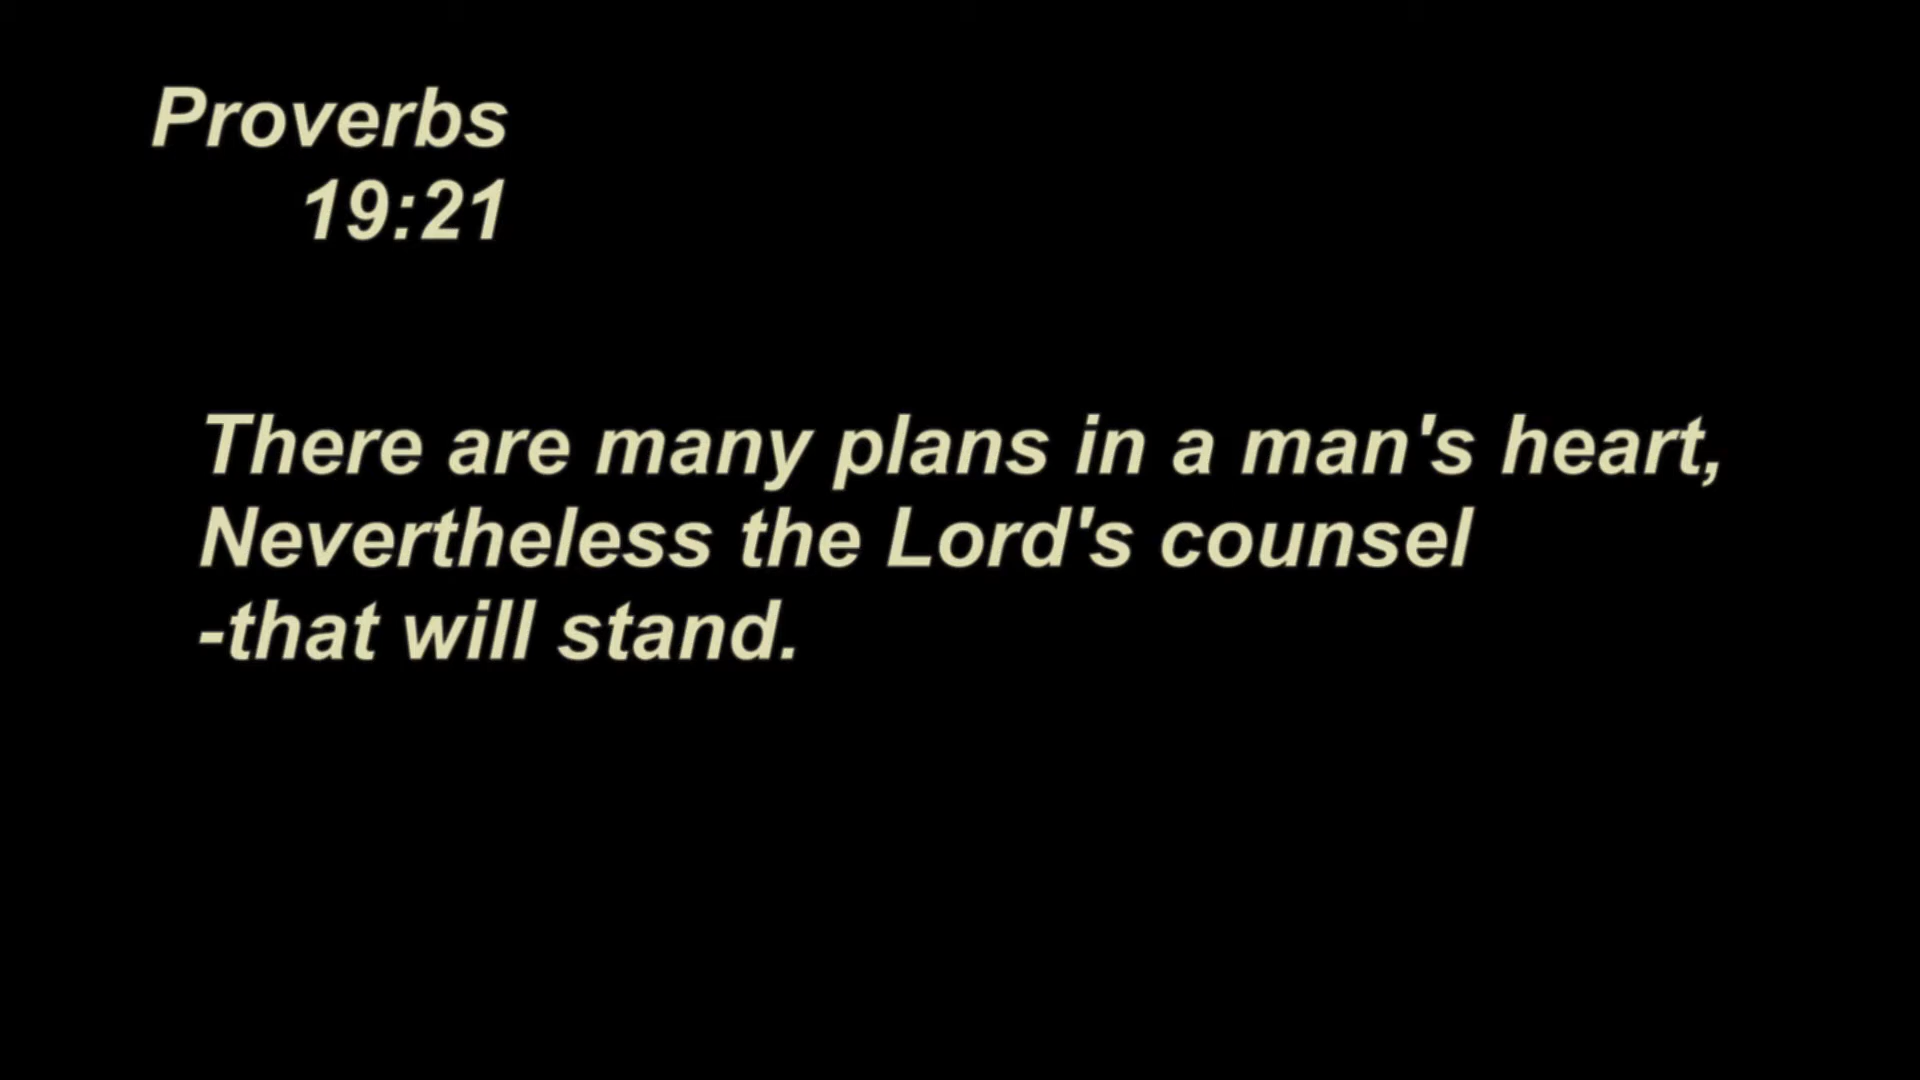 Proverbs
19:21
There are many plans in a man's heart,
Nevertheless the Lord's counsel
-that will stand.